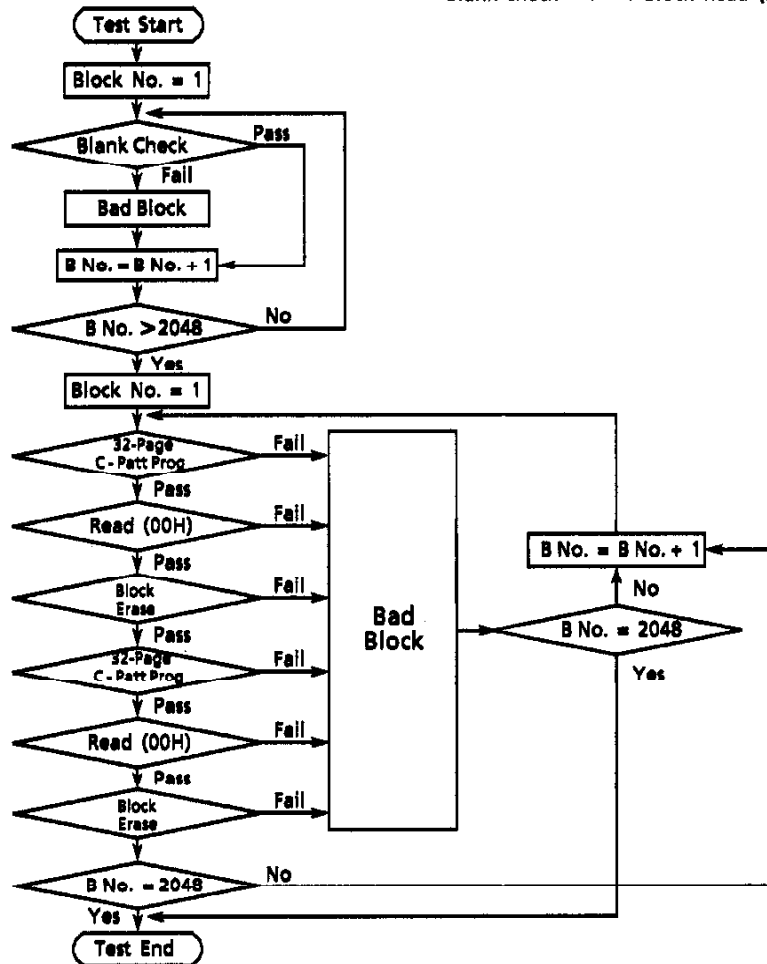 Test Start
Block No. = 1
Blank Check
Pass
Fail
Bad Block
B No. = B No. + 1
B No. > 2048
No
Yes
Block No. = 1
32-Page
C - Patt Prog
Fail
Pass
Read (00H)
Fail
Pass
Block
Erase
Fail
Pass
32-Page
C - Patt Prog
Fail
Pass
Read (00H)
Fail
Pass
Block
Erase
Fail
B No. = 2048
No
Yes
Test End
Bad
Block
B No. = B No. + 1
No
B No. = 2048
Yes